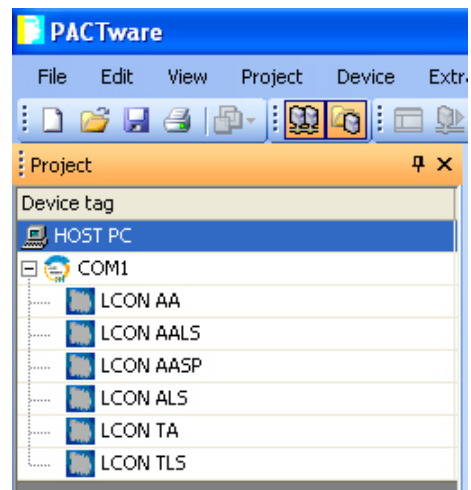 PACTware
File Edit View Project Device
Project
Device tag
HOST PC
COM1
LCON AA
LCON AALS
LCON AASP
LCON ALS
LCON TA
LCON TLS